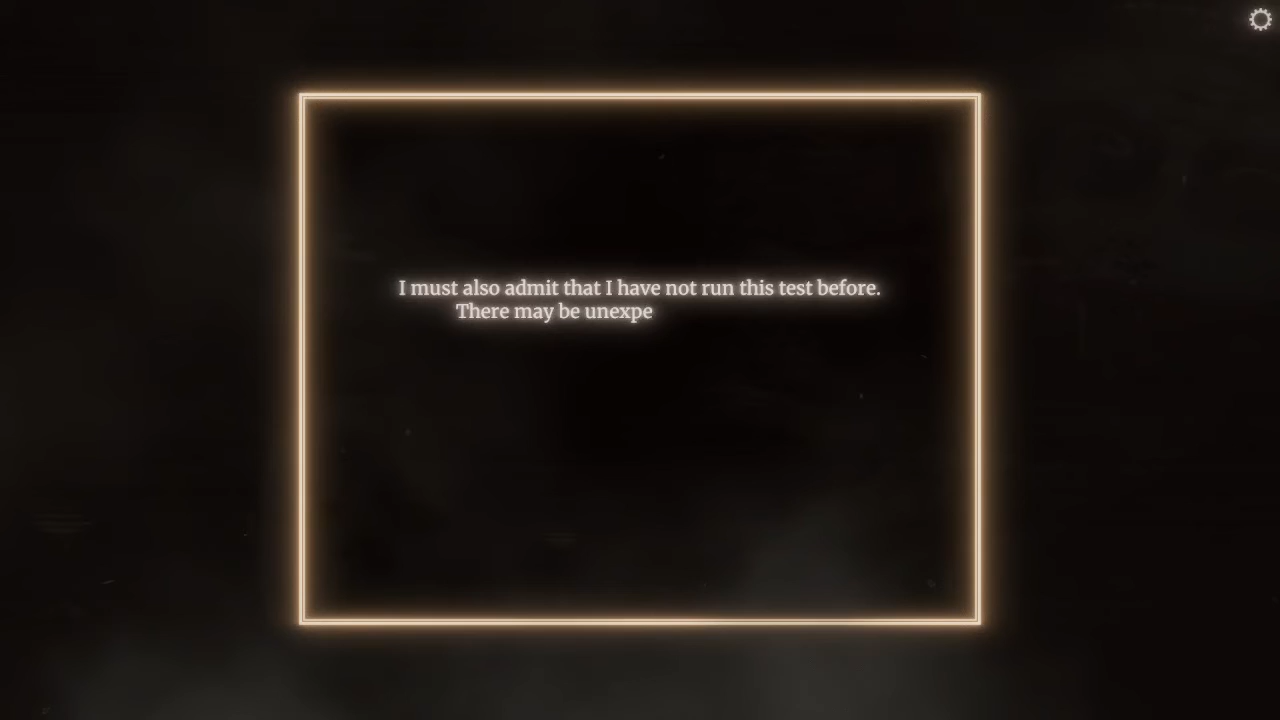 I must also admit that I have not run this test before.
There may be unexpe